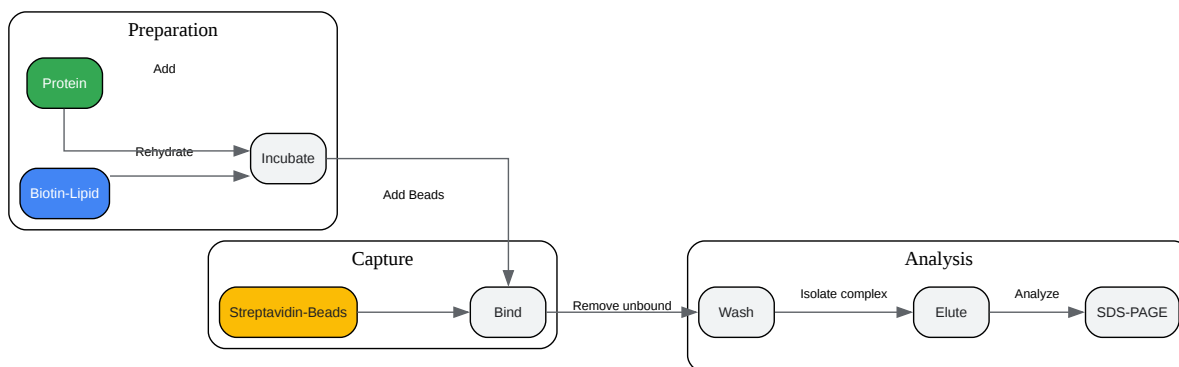 Preparation
Add
Protein
Rehydrate
Incubate
Biotin-Lipid
Add Beads
Capture
Streptavidin-Beads
Bind
Remove unbound
Analysis
Wash
Isolate complex
Elute
Analyze
SDS-PAGE